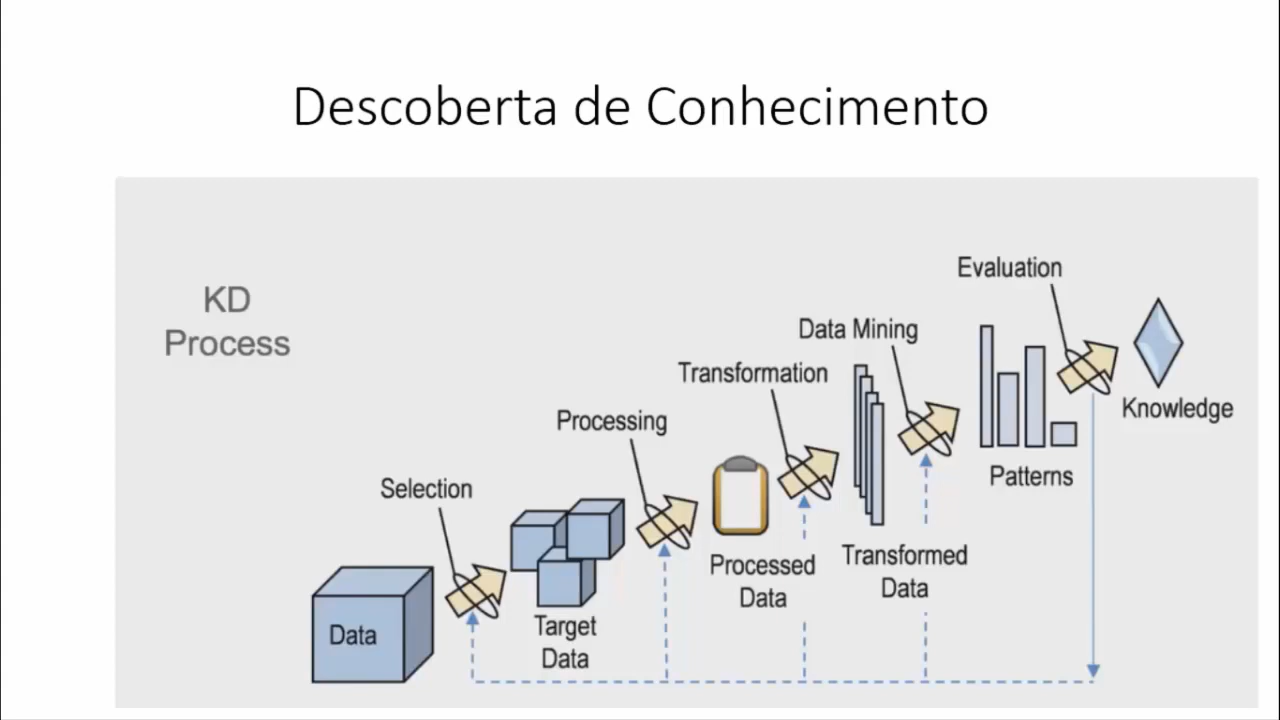 Descoberta de Conhecimento
KD
Process
Evaluation
Data Mining
Transformation
Processing
Selection
Knowledge
Patterns
Transformed
Data
Processed
Data
Target
Data
Data